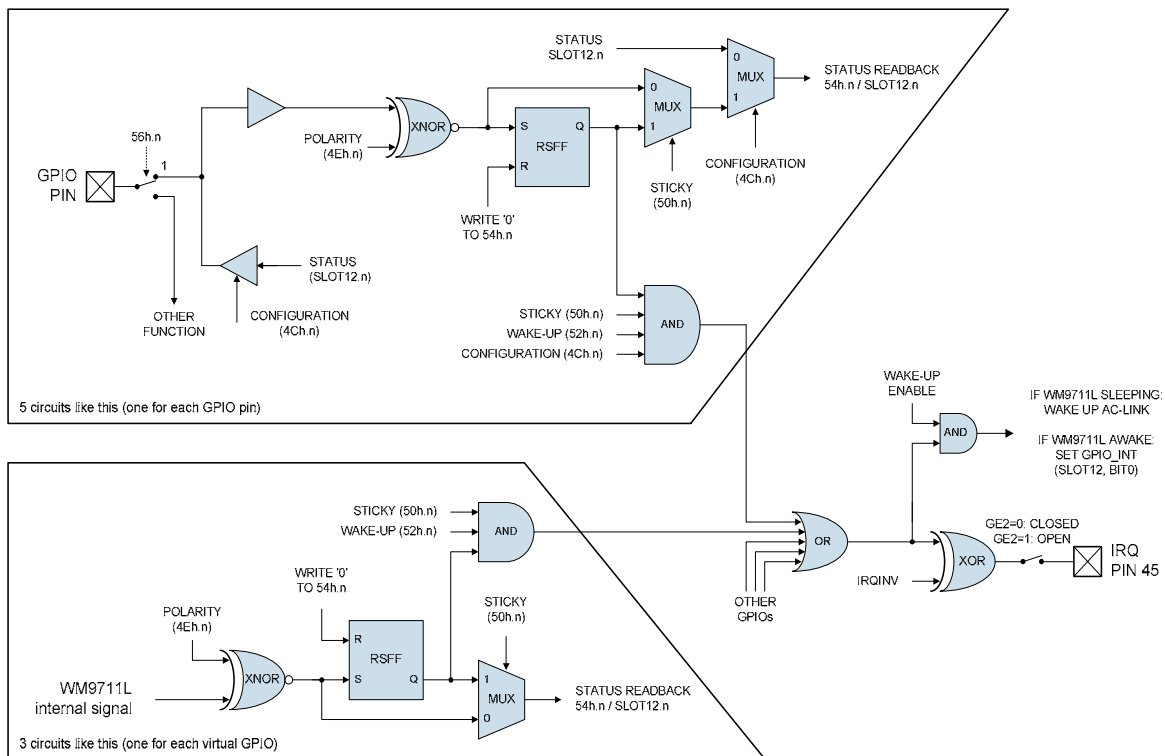 STATUS
SLOT12.n
0
MUX
1
STATUS READBACK
54h.n / SLOT12.n
0
MUX
1
56h.n
1
GPIO
PIN
XNOR
POLARITY
(4Eh.n)
S
Q
RSFF
R
CONFIGURATION
(4Ch.n)
STICKY
(50h.n)
WRITE '0'
TO 54h.n
STATUS
(SLOT12.n)
OTHER
FUNCTION
CONFIGURATION
(4Ch.n)
STICKY (50h.n)
WAKE-UP (52h.n)
CONFIGURATION (4Ch.n)
AND
5 circuits like this (one for each GPIO pin)
WAKE-UP
ENABLE
AND
IF WM9711L SLEEPING:
WAKE UP AC-LINK
IF WM9711L AWAKE:
SET GPIO_INT
(SLOT12, BIT0)
STICKY (50h.n)
WAKE-UP (52h.n)
AND
OR
GE2=0: CLOSED
GE2=1: OPEN
XOR
IRQ
PIN 45
IRQINV
OTHER
GPIOs
WRITE '0'
TO 54h.n
STICKY
(50h.n)
POLARITY
(4Eh.n)
R
RSFF
S
Q
XNOR
1
MUX
0
STATUS READBACK
54h.n / SLOT12.n
WM9711L
internal signal
3 circuits like this (one for each virtual GPIO)